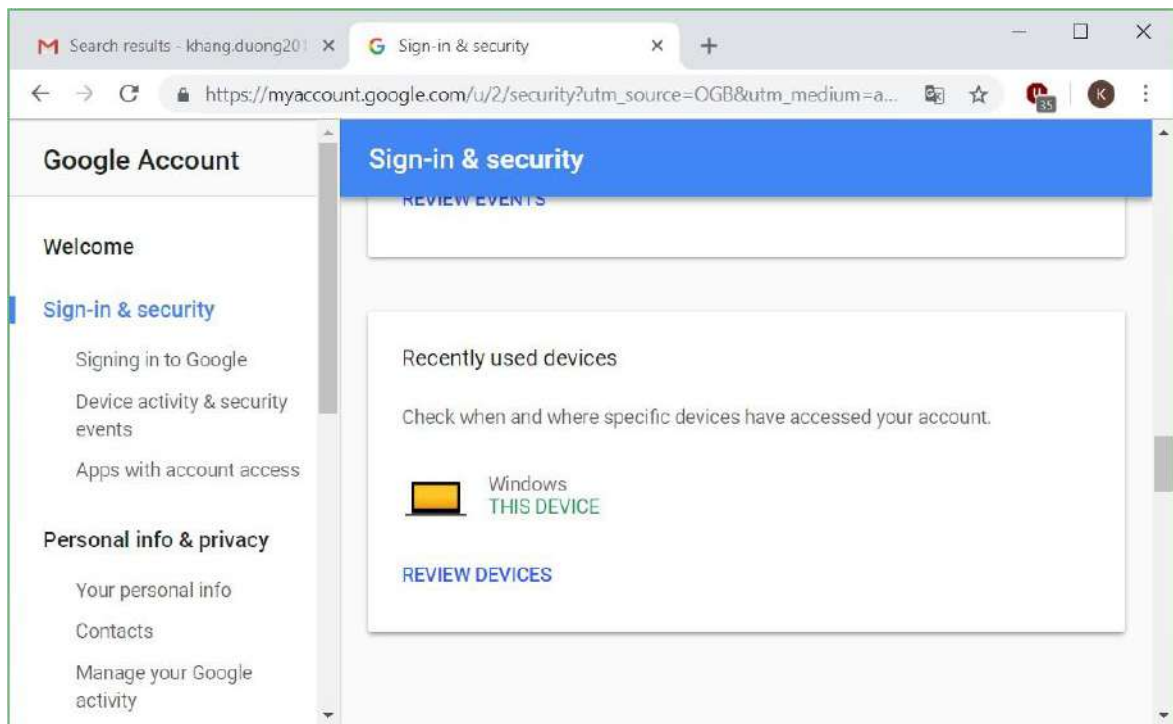 Search results - khang.duong201
Sign-in & security
https://myaccount.google.com/u/2/security?utm_source=OGB&utm_medium=a...
35
K
Google Account
Sign-in & security
REVIEW EVENTS
Welcome
Sign-in & security
Signing in to Google
Device activity & security
events
Apps with account access
Personal info & privacy
Your personal info
Contacts
Manage your Google
activity
Recently used devices
Check when and where specific devices have accessed your account.
Windows
THIS DEVICE
REVIEW DEVICES